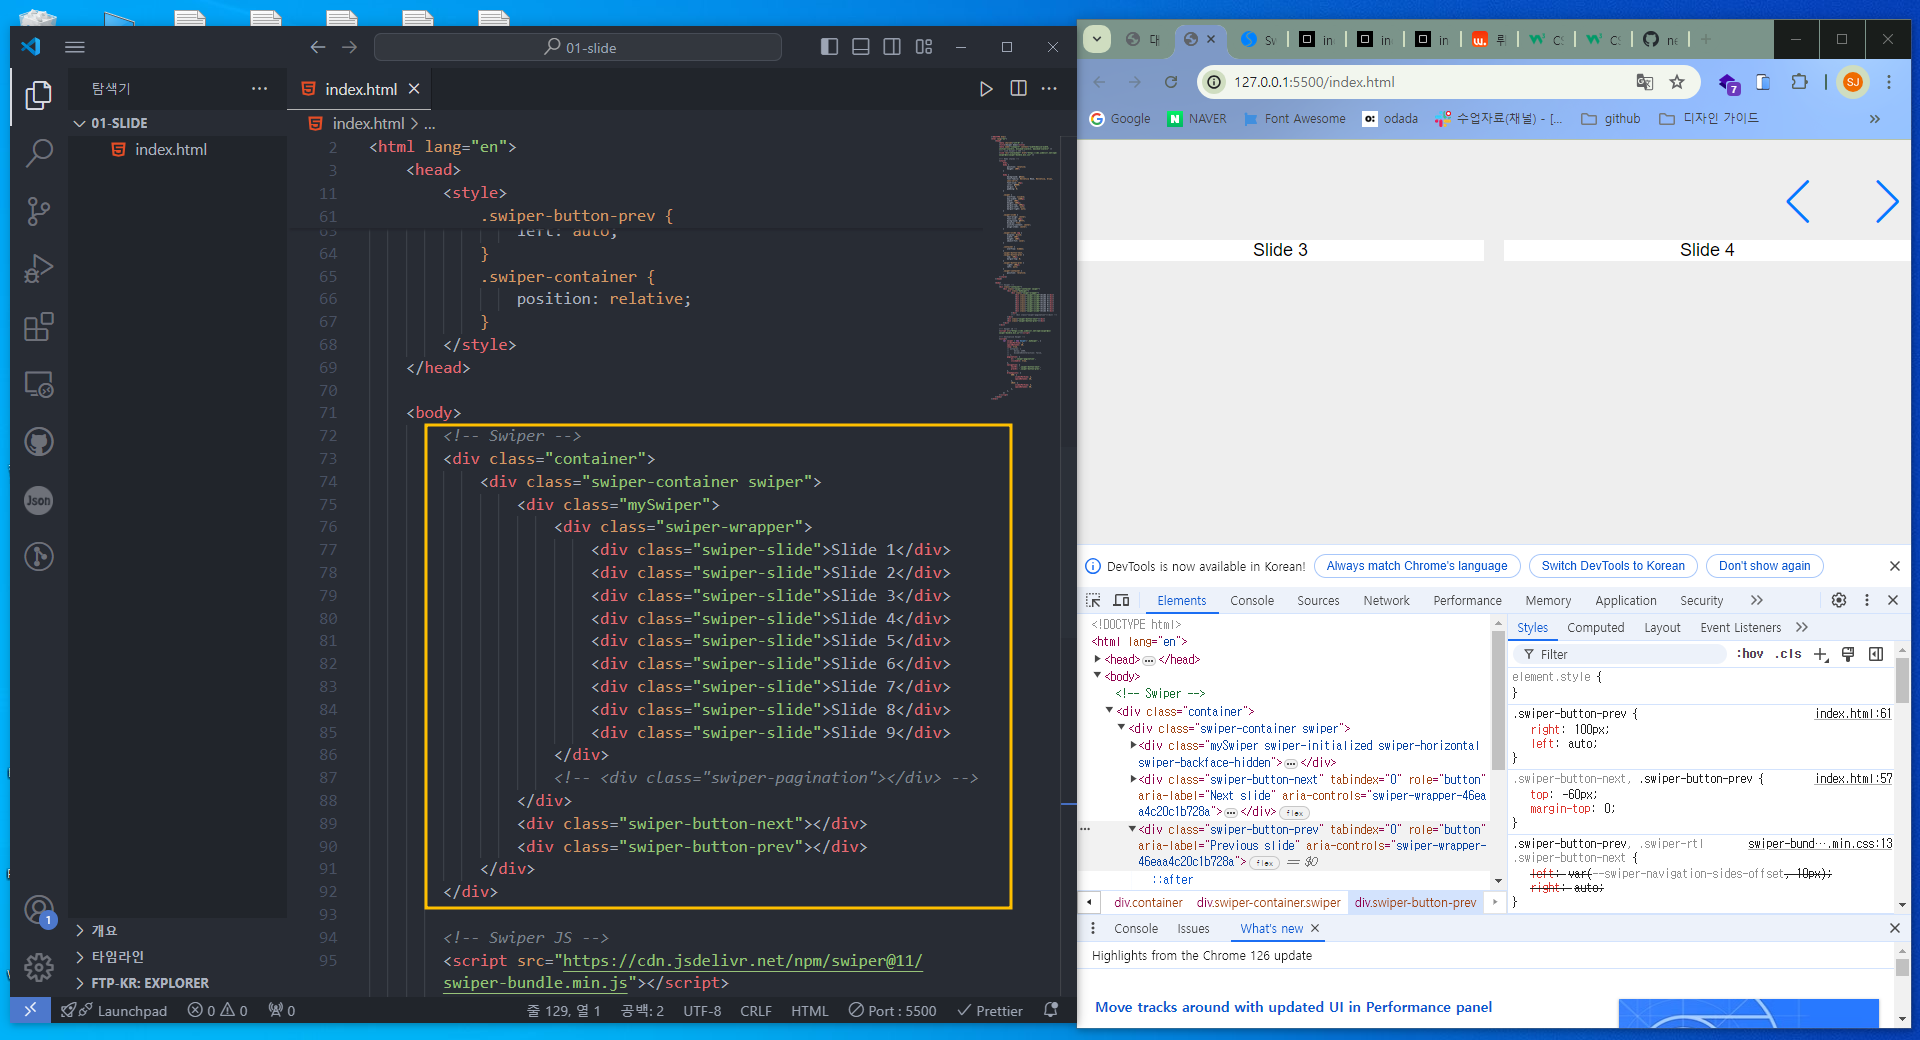 01-slide
탐색기
index.html
01-SLIDE
index.html
index.html > ...
2 <html lang="en">
3 <head>
11 <style>
61 .swiper-button-prev {
63 left: auto;
64 }
65 .swiper-container {
66 position: relative;
67 }
68 </style>
69 </head>
70
71 <body>
72 <!-- Swiper -->
73 <div class="container">
74 <div class="swiper-container swiper">
75 <div class="mySwiper">
76 <div class="swiper-wrapper">
77 <div class="swiper-slide">Slide 1</div>
78 <div class="swiper-slide">Slide 2</div>
79 <div class="swiper-slide">Slide 3</div>
80 <div class="swiper-slide">Slide 4</div>
81 <div class="swiper-slide">Slide 5</div>
82 <div class="swiper-slide">Slide 6</div>
83 <div class="swiper-slide">Slide 7</div>
84 <div class="swiper-slide">Slide 8</div>
85 <div class="swiper-slide">Slide 9</div>
86 </div>
87 <!-- <div class="swiper-pagination"></div> -->
88 </div>
89 <div class="swiper-button-next"></div>
90 <div class="swiper-button-prev"></div>
91 </div>
92 </div>
93
94 <!-- Swiper JS -->
95 <script src="https://cdn.jsdelivr.net/npm/swiper@11/
swiper-bundle.min.js"></script>
Json
1
개요
타임라인
FTP-KR: EXPLORER
Launchpad 0 0 0 줄 129, 열 1 공백: 2 UTF-8 CRLF HTML Port : 5500 Prettier
대 Sw in in in 튜 CS CS ne
127.0.0.1:5500/index.html
7
SJ
Google NAVER Font Awesome odada 수업자료(채널) - [... github 디자인 가이드
Slide 3 Slide 4
DevTools is now available in Korean! Always match Chrome's language Switch DevTools to Korean Don't show again
Elements Console Sources Network Performance Memory Application Security
<!DOCTYPE html>
<html lang="en">
<head> ... </head>
<body>
<!-- Swiper -->
<div class="container">
<div class="swiper-container swiper">
<div class="mySwiper swiper-initialized swiper-horizontal
swiper-backface-hidden"> ... </div>
<div class="swiper-button-next" tabindex="0" role="button"
aria-label="Next slide" aria-controls="swiper-wrapper-46ea
a4c20c1b728a"> ... </div> flex
<div class="swiper-button-prev" tabindex="0" role="button"
aria-label="Previous slide" aria-controls="swiper-wrapper-
46eaa4c20c1b728a"> flex == $0
::after
div.container div.swiper-container.swiper div.swiper-button-prev
Styles Computed Layout Event Listeners
Filter :hov .cls
element.style {
}
.swiper-button-prev { index.html:61
right: 100px;
left: auto;
}
.swiper-button-next, .swiper-button-prev { index.html:57
top: -60px;
margin-top: 0;
}
.swiper-button-prev, .swiper-rtl swiper-bund….min.css:13
.swiper-button-next {
left: var(--swiper-navigation-sides-offset, 10px);
right: auto;
}
Console Issues What's new
Highlights from the Chrome 126 update
Move tracks around with updated UI in Performance panel